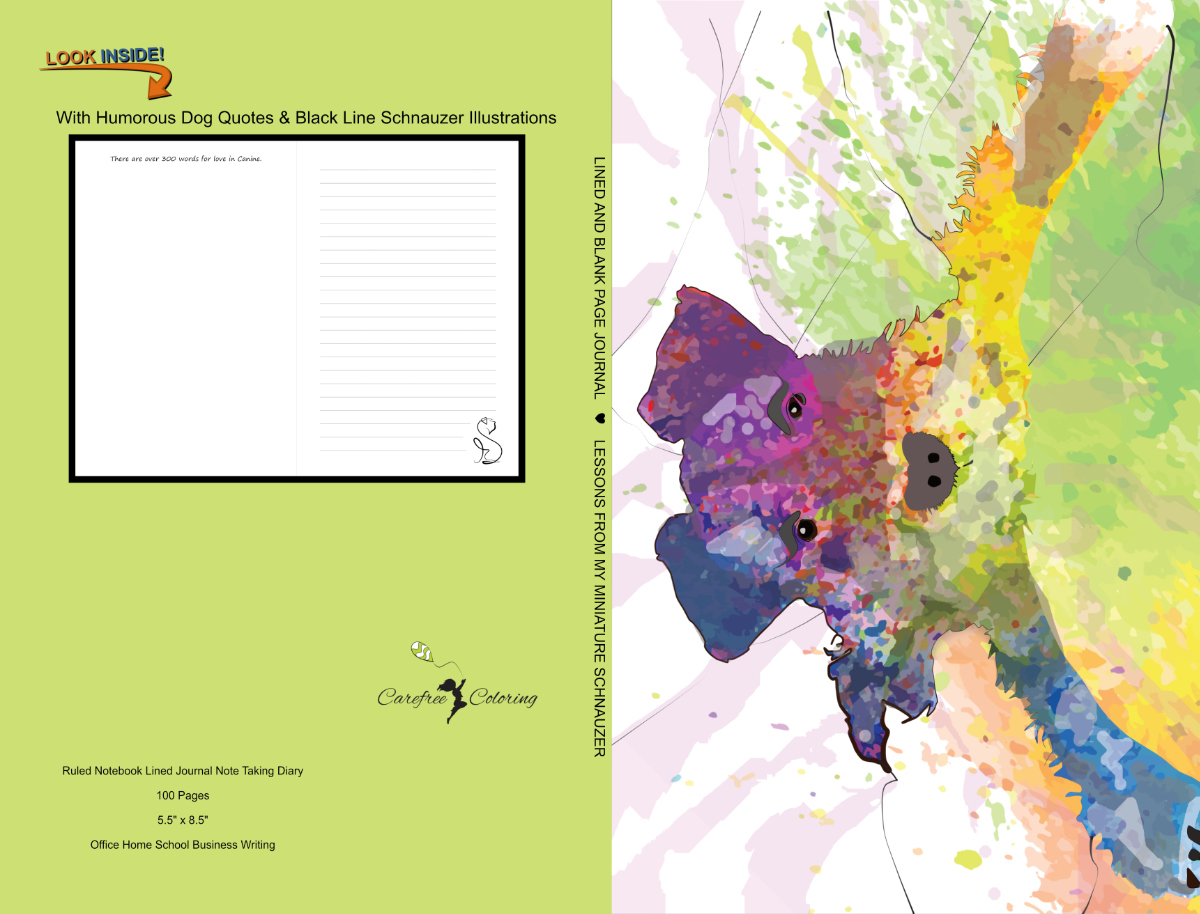 LOOK INSIDE!
With Humorous Dog Quotes & Black Line Schnauzer Illustrations
There are over 300 words for love in Canine.
Carefree Coloring
Ruled Notebook Lined Journal Note Taking Diary
100 Pages
5.5" x 8.5"
Office Home School Business Writing
LINED AND BLANK PAGE JOURNAL ♥ LESSONS FROM MY MINIATURE SCHNAUZER